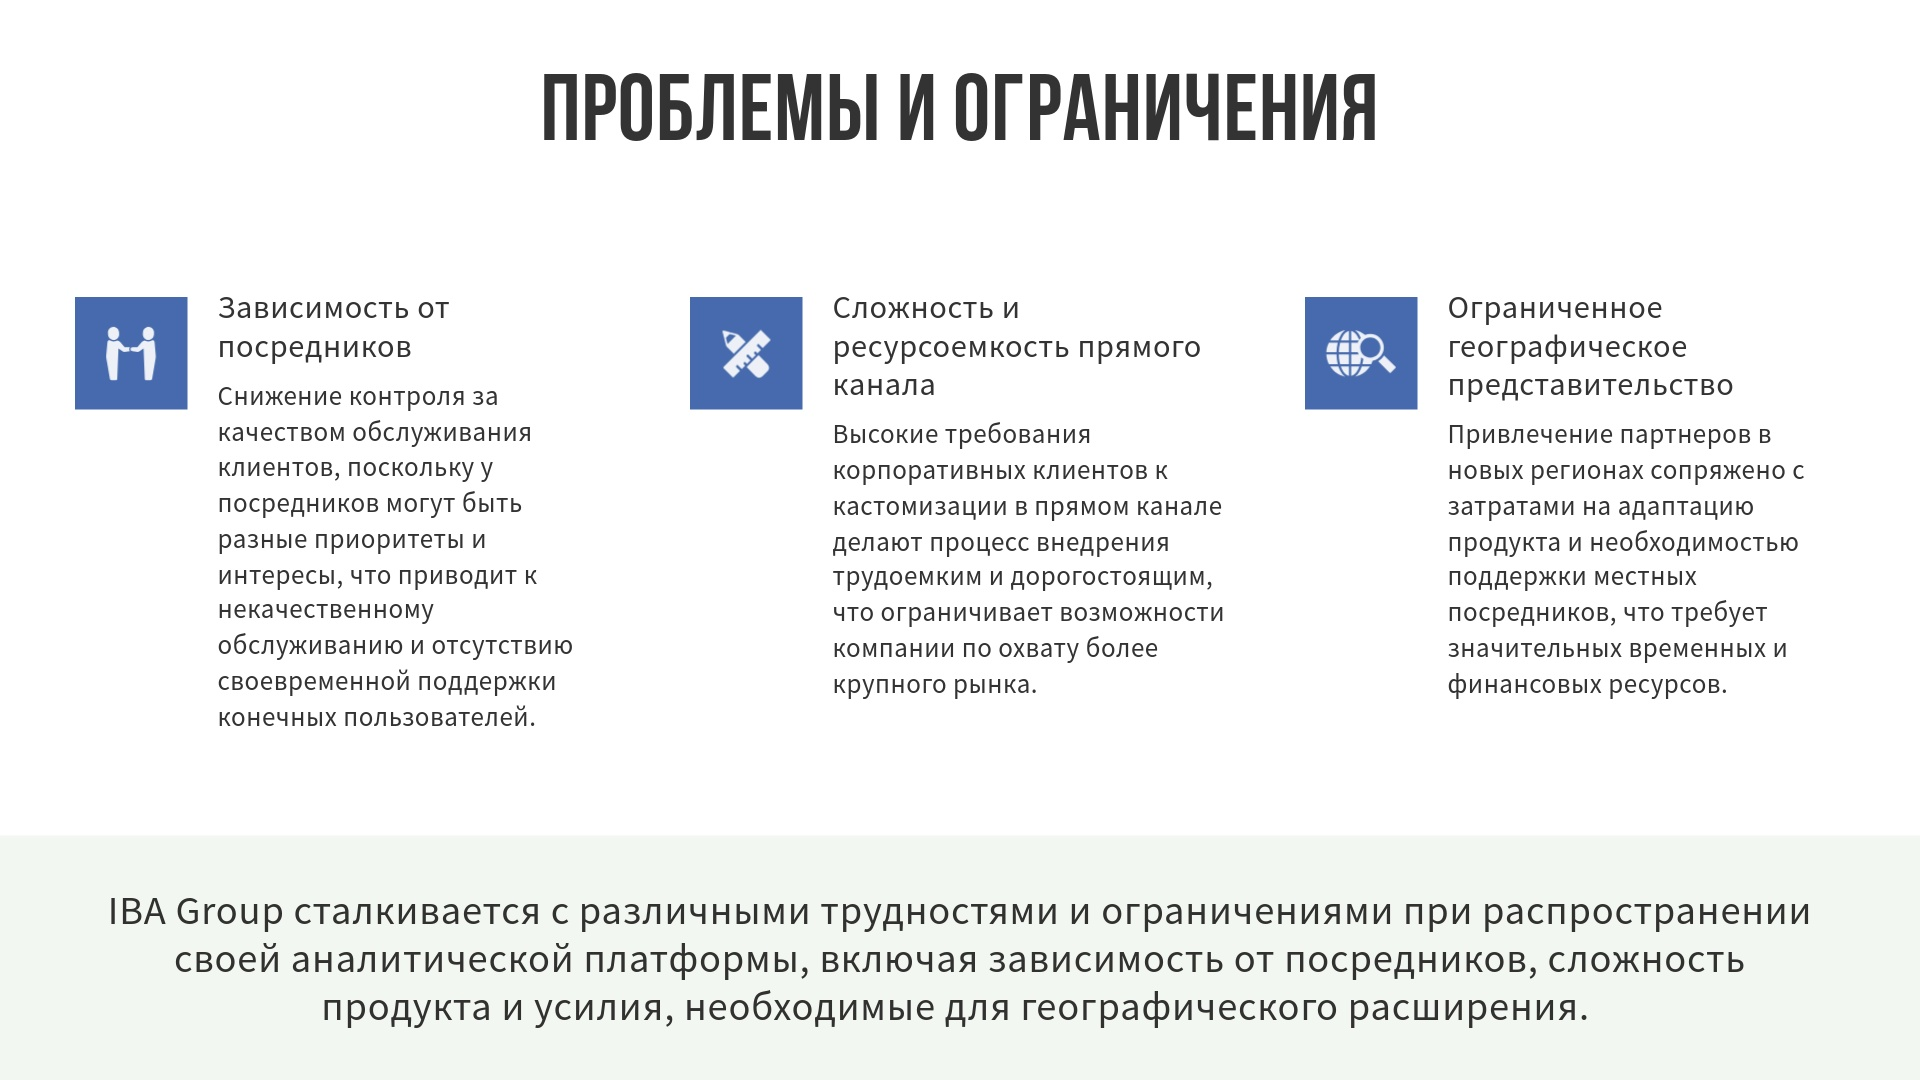 ПРОБЛЕМЫ И ОГРАНИЧЕНИЯ
Зависимость от
посредников
Снижение контроля за
качеством обслуживания
клиентов, поскольку у
посредников могут быть
разные приоритеты и
интересы, что приводит к
некачественному
обслуживанию и отсутствию
своевременной поддержки
конечных пользователей.
Сложность и
ресурсоемкость прямого
канала
Высокие требования
корпоративных клиентов к
кастомизации в прямом канале
делают процесс внедрения
трудоемким и дорогостоящим,
что ограничивает возможности
компании по охвату более
крупного рынка.
Ограниченное
географическое
представительство
Привлечение партнеров в
новых регионах сопряжено с
затратами на адаптацию
продукта и необходимостью
поддержки местных
посредников, что требует
значительных временных и
финансовых ресурсов.
IBA Group сталкивается с различными трудностями и ограничениями при распространении
своей аналитической платформы, включая зависимость от посредников, сложность
продукта и усилия, необходимые для географического расширения.